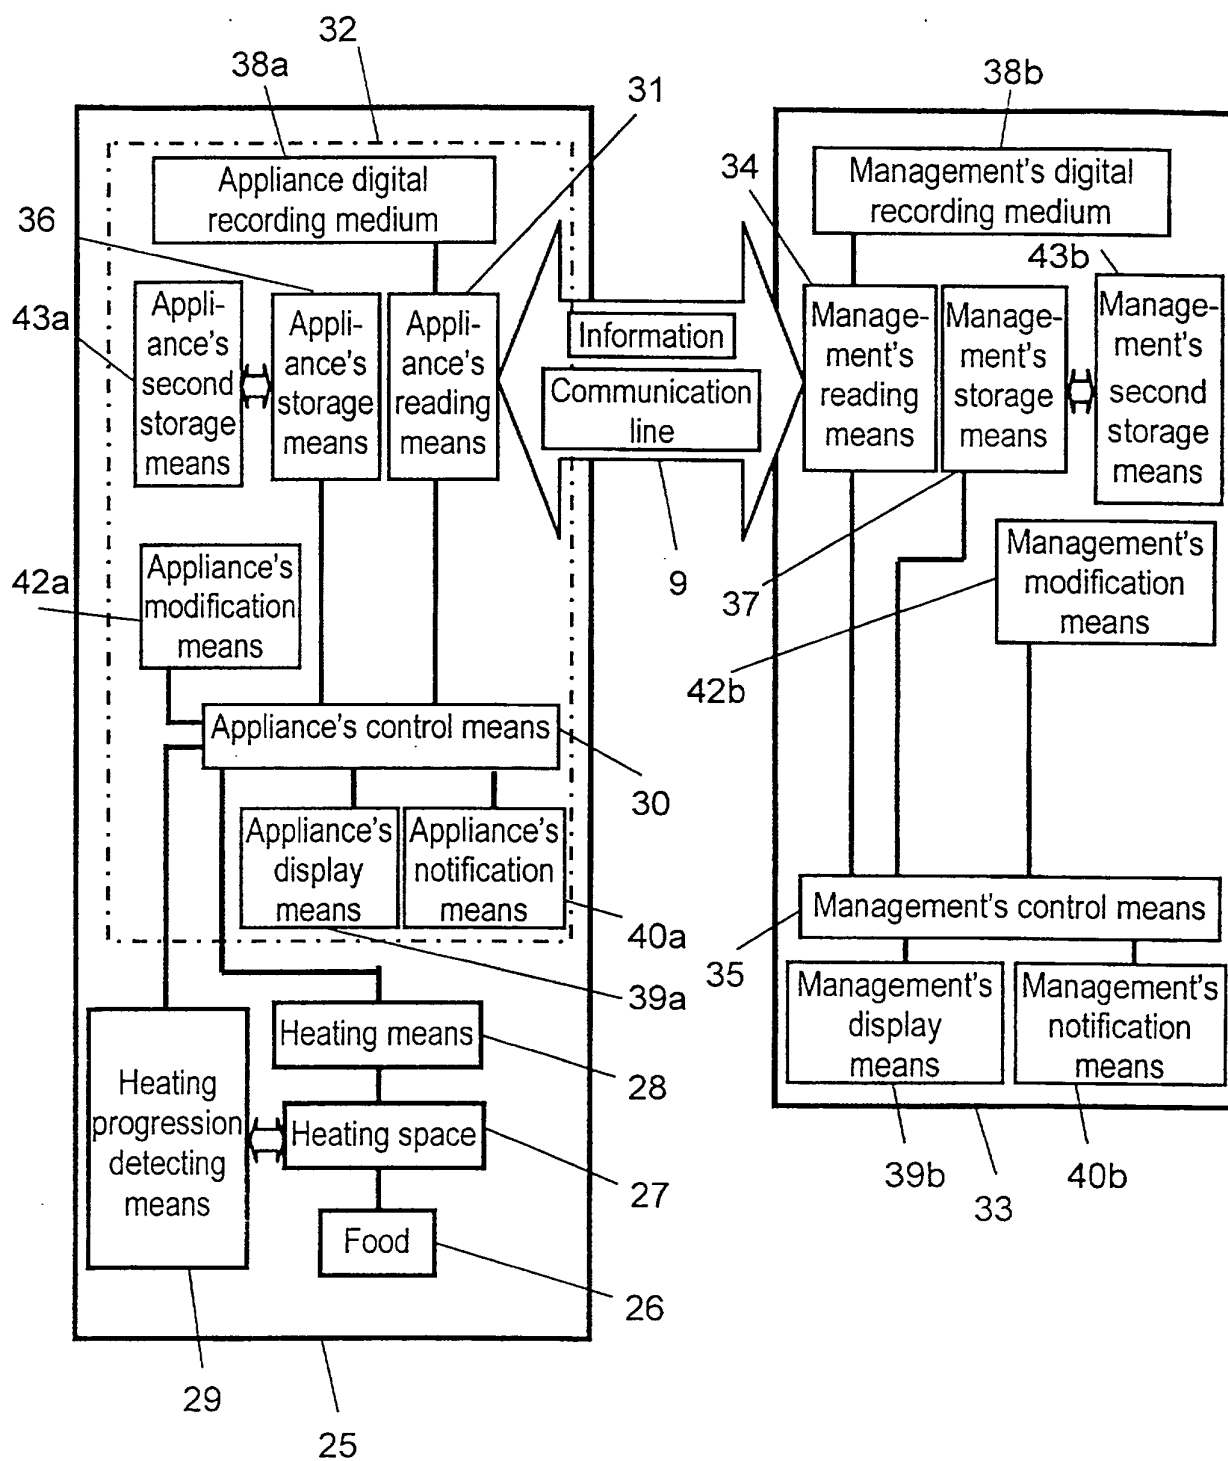 32
38a
31
38b
Appliance digital
recording medium
34
Management's digital
recording medium
36
43b
43a
Appli-
ance's
second
storage
means
Appli-
ance's
storage
means
Appli-
ance's
reading
means
Information
Communication
line
Manage-
ment's
reading
means
Manage-
ment's
storage
means
Manage-
ment's
second
storage
means
42a
Appliance's
modification
means
9
37
Management's
modification
means
42b
Appliance's control means
30
Appliance's
display
means
Appliance's
notification
means
40a
39a
Management's control means
35
Management's
display
means
Management's
notification
means
Heating means
28
Heating
progression
detecting
means
Heating space
27
39b
40b
33
Food
26
29
25